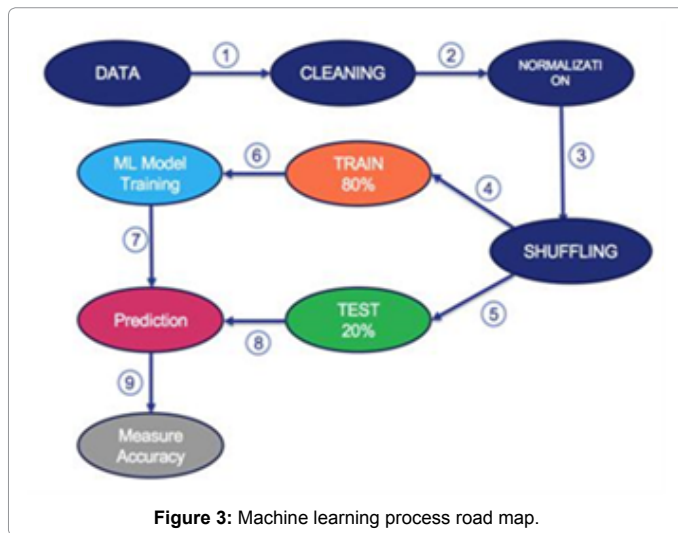 DATA
①
CLEANING
②
NORMALIZATI
ON
③
ML Model
Training
⑥
TRAIN
80%
④
SHUFFLING
⑦
Prediction
⑧
TEST
20%
⑤
⑨
Measure
Accuracy
Figure 3: Machine learning process road map.